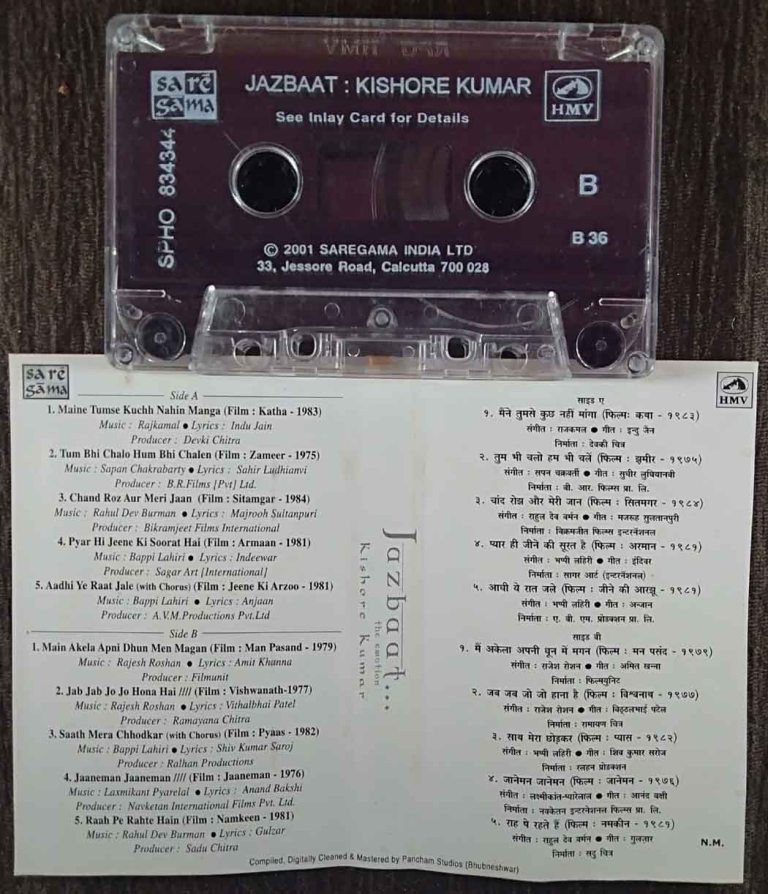 sa rē
gā ma
JAZBAAT : KISHORE KUMAR
HMV
See Inlay Card for Details
SPHO 834344
B
B 36
© 2001 SAREGAMA INDIA LTD
33, Jessore Road, Calcutta 700 028
sa rē
gā ma
Side A
1. Maine Tumse Kuchh Nahin Manga (Film : Katha - 1983)
Music : Rajkamal ● Lyrics : Indu Jain
Producer : Devki Chitra
2. Tum Bhi Chalo Hum Bhi Chalen (Film : Zameer - 1975)
Music : Sapan Chakrabarty ● Lyrics : Sahir Ludhianvi
Producer : B.R.Films [Pvt] Ltd.
3. Chand Roz Aur Meri Jaan (Film : Sitamgar - 1984)
Music : Rahul Dev Burman ● Lyrics : Majrooh Sultanpuri
Producer : Bikramjeet Films International
4. Pyar Hi Jeene Ki Soorat Hai (Film : Armaan - 1981)
Music : Bappi Lahiri ● Lyrics : Indeewar
Producer : Sagar Art [International]
5. Aadhi Ye Raat Jale (with Chorus) (Film : Jeene Ki Arzoo - 1981)
Music : Bappi Lahiri ● Lyrics : Anjaan
Producer : A.V.M.Productions Pvt.Ltd
Side B
1. Main Akela Apni Dhun Men Magan (Film : Man Pasand - 1979)
Music : Rajesh Roshan ● Lyrics : Amit Khanna
Producer : Filmunit
2. Jab Jab Jo Jo Hona Hai //// (Film : Vishwanath-1977)
Music : Rajesh Roshan ● Lyrics : Vithalbhai Patel
Producer : Ramayana Chitra
3. Saath Mera Chhodkar (with Chorus) (Film : Pyaas - 1982)
Music : Bappi Lahiri ● Lyrics : Shiv Kumar Saroj
Producer : Ralhan Productions
4. Jaaneman Jaaneman //// (Film : Jaaneman - 1976)
Music : Laxmikant Pyarelal ● Lyrics : Anand Bakshi
Producer : Navketan International Films Pvt. Ltd.
5. Raah Pe Rahte Hain (Film : Namkeen - 1981)
Music : Rahul Dev Burman ● Lyrics : Gulzar
Producer : Sadu Chitra
Compiled, Digitally Cleaned & Mastered by Pancham Studios (Bhubneshwar)
Jazbaat...
the emotion
Kishore Kumar
HMV
साइड ए
१. मैंने तुमसे कुछ नहीं मांगा (फिल्म: कथा - १९८३)
संगीत : राजकमल ● गीत : इन्दु जैन
निर्माता : देवकी चित्र
२. तुम भी चलो हम भी चलें (फिल्म : ज़मीर - १९७५)
संगीत : सपन चक्रवर्ती ● गीत : सुधीर लुधियानवी
निर्माता : बी. आर. फिल्म्स प्रा. लि.
३. चांद रोज़ और मेरी जान (फिल्म : सितमगर - १९८४)
संगीत : राहुल देव बर्मन ● गीत : मजरुह सुलतानपुरी
निर्माता : बिक्रमजीत फिल्म्स इन्टरनॅशनल
४. प्यार ही जीने की सूरत है (फिल्म : अरमान - १९८१)
संगीत : भप्पी लहिरी ● गीत : इंदिवर
निर्माता : सागर आर्ट (इन्टरनॅशनल)
५. आधी ये रात जले (फिल्म : जीने की आरझू - १९८१)
संगीत : भप्पी लहिरी ● गीत : अन्जान
निर्माता : ए. वी. एम. प्रोडक्शन प्रा. लि.
साइड बी
१. मैं अकेला अपनी धून में मगन (फिल्म : मन पसंद - १९७९)
संगीत : राजेश रोशन ● गीत : अमित खन्ना
निर्माता : फिल्मयुनिट
२. जब जब जो जो हाना है (फिल्म : विश्वनाथ - १९७७)
संगीत : राजेश रोशन ● गीत : विठ्ठलभाई पटेल
निर्माता : रामायण चित्र
३. साथ मेरा छोड़कर (फिल्म : प्यास - १९८२)
संगीत : भप्पी लहिरी ● गीत : शिव कुमार सरोज
निर्माता : रलहन प्रोडक्शन
४. जानेमन जानेमन (फिल्म : जानेमन - १९७६)
संगीत : लक्ष्मीकांत-प्यारेलाल ● गीत : आनंद बक्षी
निर्माता : नवकेतन इन्टरनॅशनल फिल्म्स प्रा. लि.
५. राह पे रहते हैं (फिल्म : नमकीन - १९८१)
संगीत : राहुल देव बर्मन ● गीत : गुलज़ार
निर्माता : सदु चित्र
N.M.